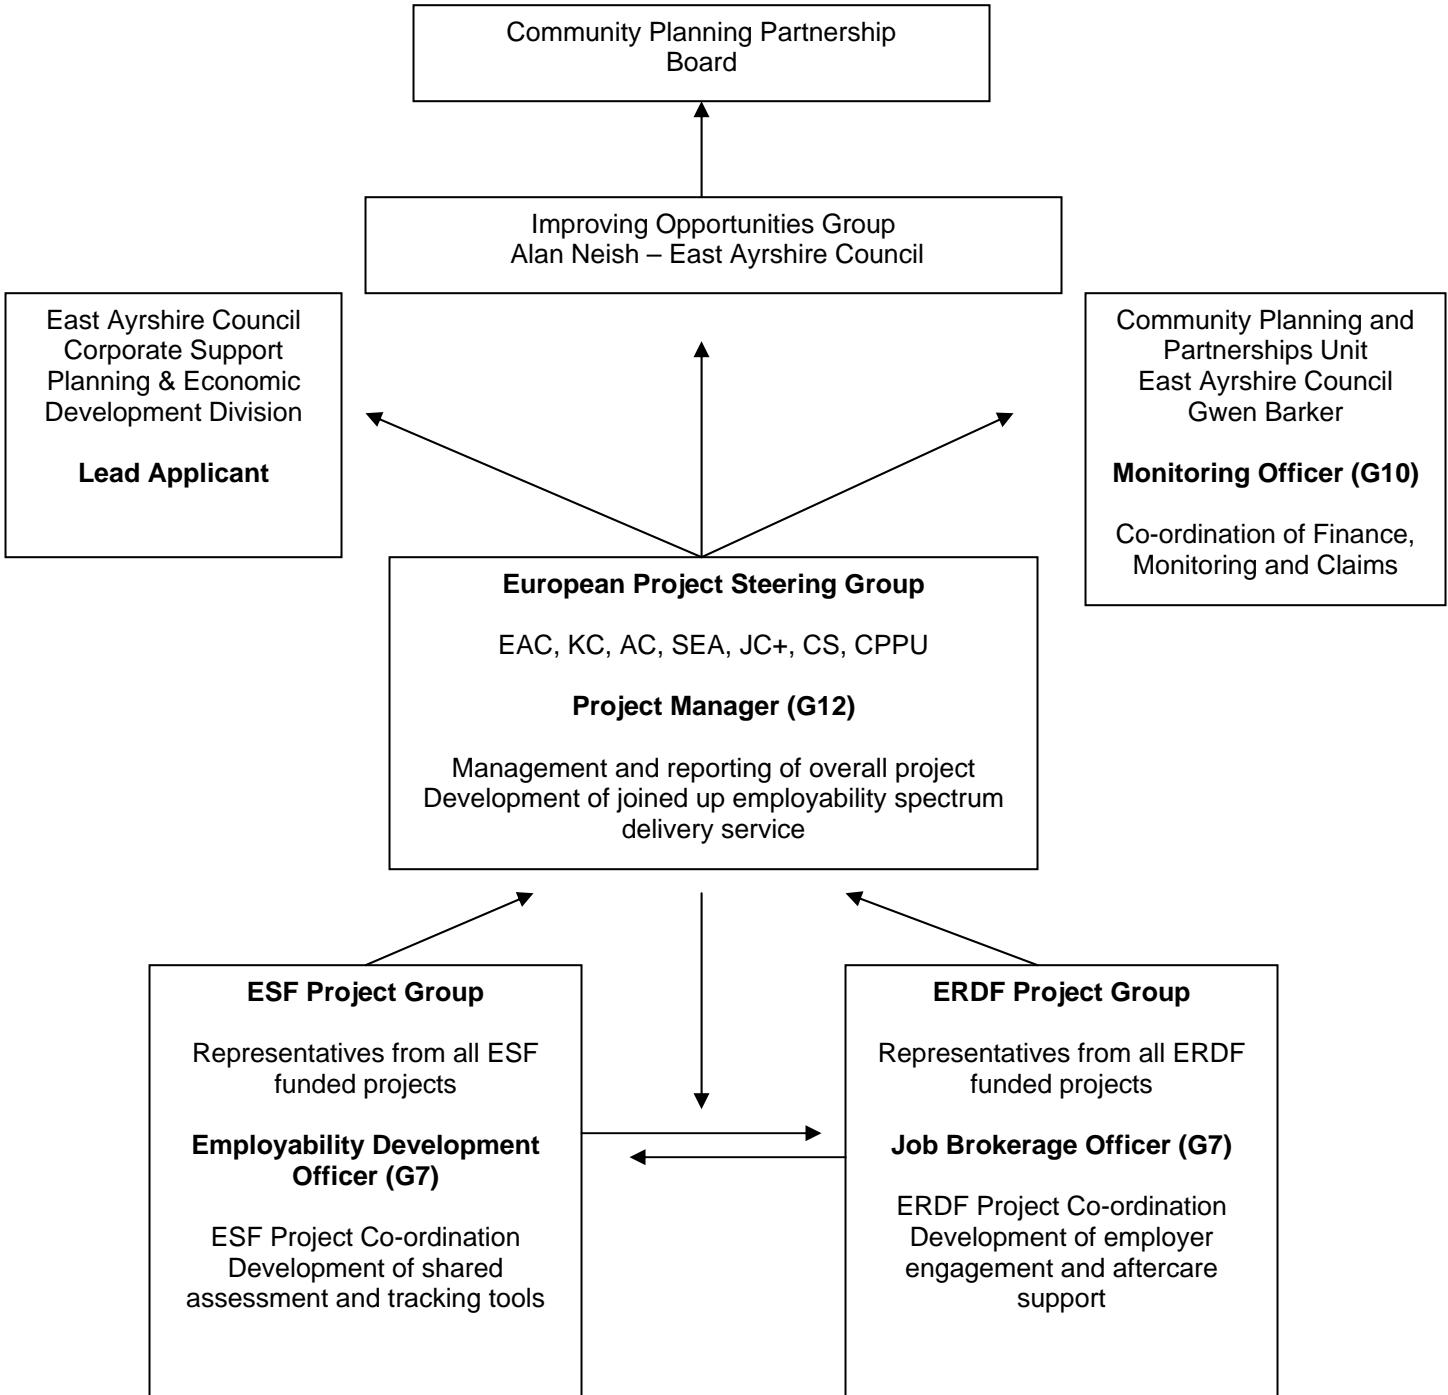 Community Planning Partnership
Board
Improving Opportunities Group
Alan Neish – East Ayrshire Council
East Ayrshire Council
Corporate Support
Planning & Economic
Development Division
Lead Applicant
Community Planning and
Partnerships Unit
East Ayrshire Council
Gwen Barker
Monitoring Officer (G10)
Co-ordination of Finance,
Monitoring and Claims
European Project Steering Group
EAC, KC, AC, SEA, JC+, CS, CPPU
Project Manager (G12)
Management and reporting of overall project
Development of joined up employability spectrum
delivery service
ESF Project Group
Representatives from all ESF
funded projects
Employability Development
Officer (G7)
ESF Project Co-ordination
Development of shared
assessment and tracking tools
ERDF Project Group
Representatives from all ERDF
funded projects
Job Brokerage Officer (G7)
ERDF Project Co-ordination
Development of employer
engagement and aftercare
support